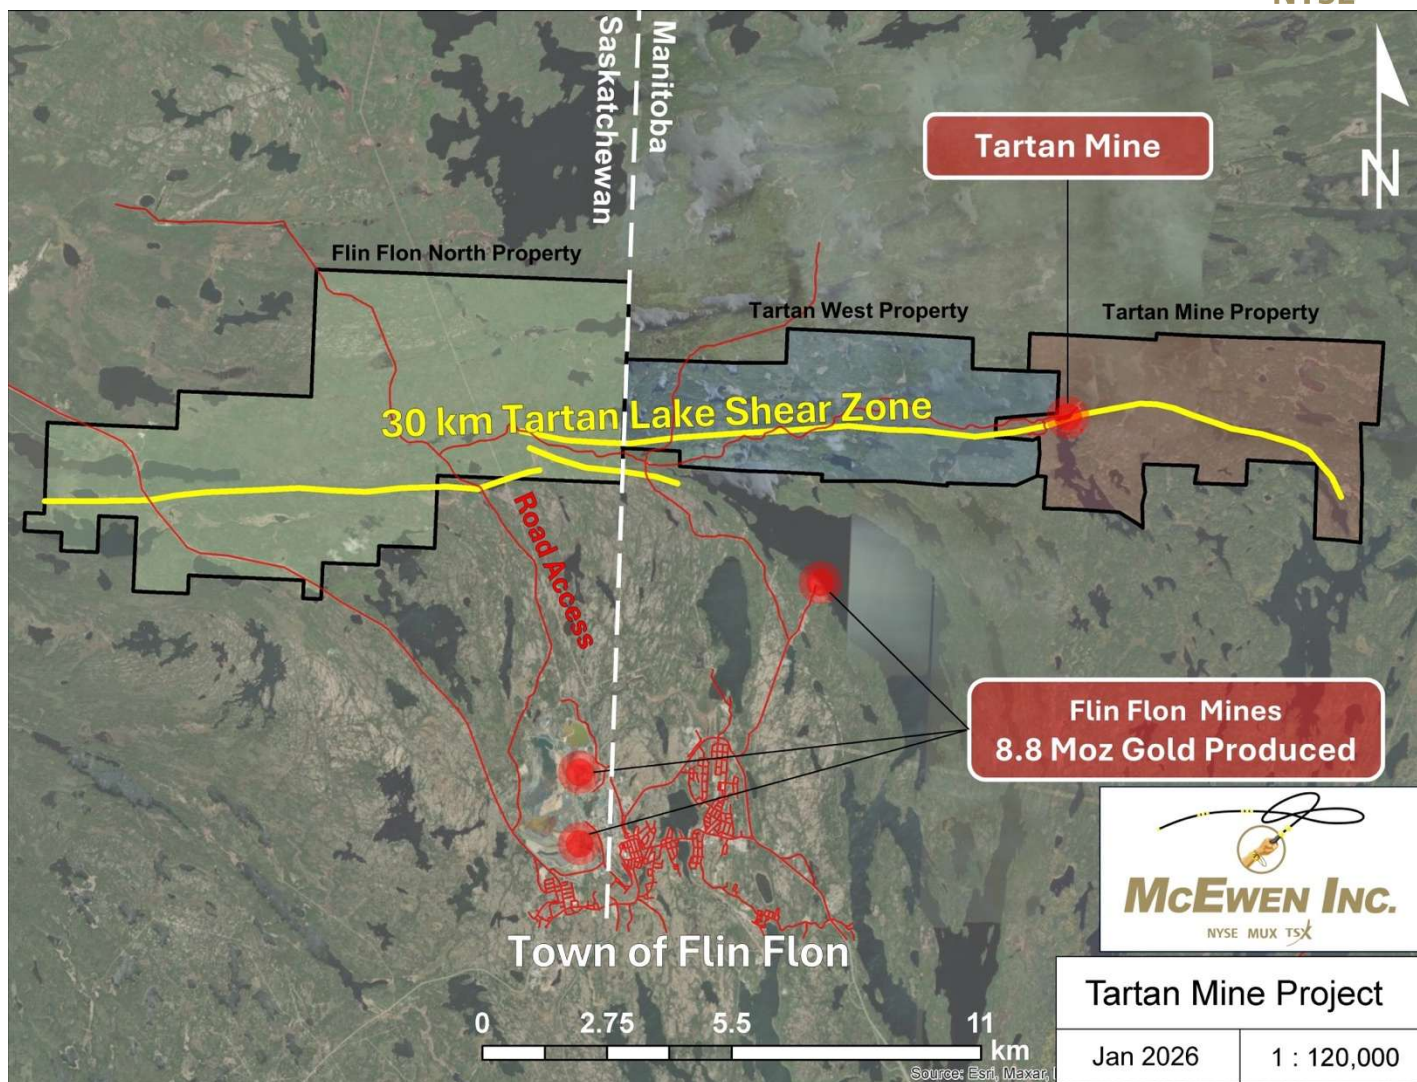 Saskatchewan
Manitoba
N
Tartan Mine
Flin Flon North Property
Tartan West Property
Tartan Mine Property
30 km Tartan Lake Shear Zone
Road Access
Flin Flon Mines
8.8 Moz Gold Produced
Town of Flin Flon
0 2.75 5.5 11
km
Source: Esri, Maxar,
MCEWEN INC.
NYSE MUX TSX
Tartan Mine Project
Jan 2026
1 : 120,000